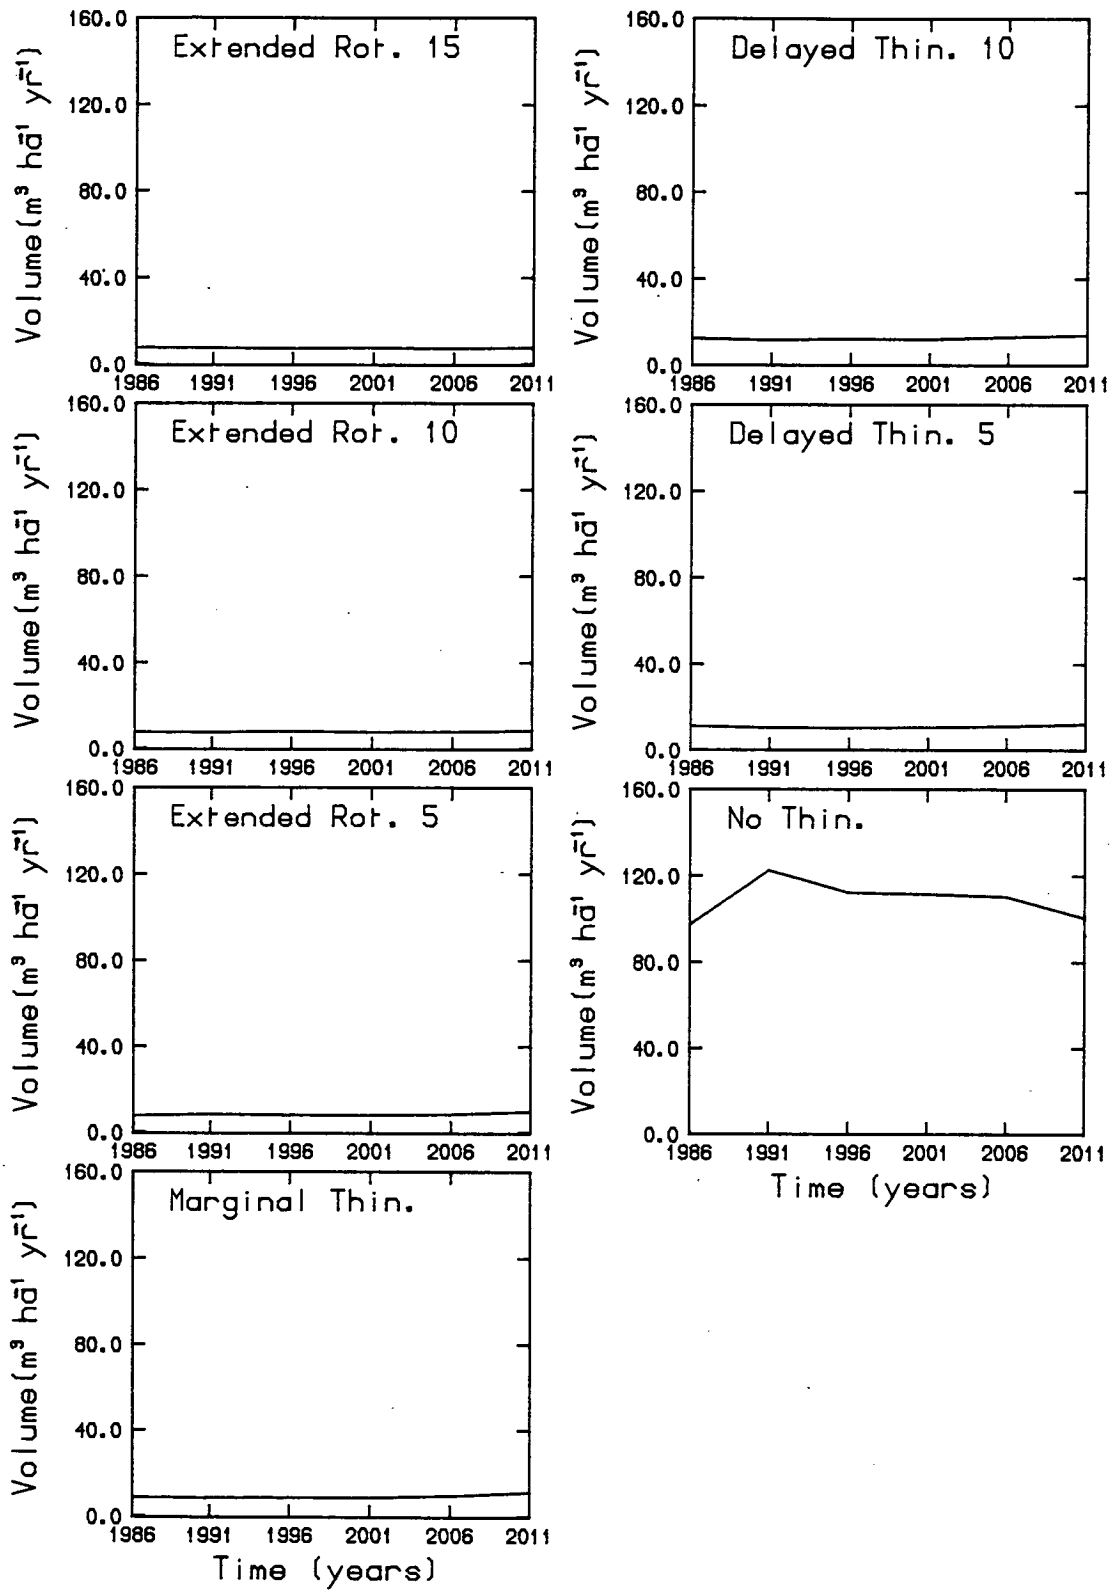 Extended Rot. 15
Volume(m³ ha⁻¹ yr⁻¹)
160.0
120.0
80.0
40.0
0.0
1986 1991 1996 2001 2006 2011
Delayed Thin. 10
Volume(m³ ha⁻¹ yr⁻¹)
160.0
120.0
80.0
40.0
0.0
1986 1991 1996 2001 2006 2011
Extended Rot. 10
Volume(m³ ha⁻¹ yr⁻¹)
160.0
120.0
80.0
40.0
0.0
1986 1991 1996 2001 2006 2011
Delayed Thin. 5
Volume(m³ ha⁻¹ yr⁻¹)
160.0
120.0
80.0
40.0
0.0
1986 1991 1996 2001 2006 2011
Extended Rot. 5
Volume(m³ ha⁻¹ yr⁻¹)
160.0
120.0
80.0
40.0
0.0
1986 1991 1996 2001 2006 2011
No Thin.
Volume(m³ ha⁻¹ yr⁻¹)
160.0
120.0
80.0
40.0
0.0
1986 1991 1996 2001 2006 2011
Time (years)
Marginal Thin.
Volume(m³ ha⁻¹ yr⁻¹)
160.0
120.0
80.0
40.0
0.0
1986 1991 1996 2001 2006 2011
Time (years)